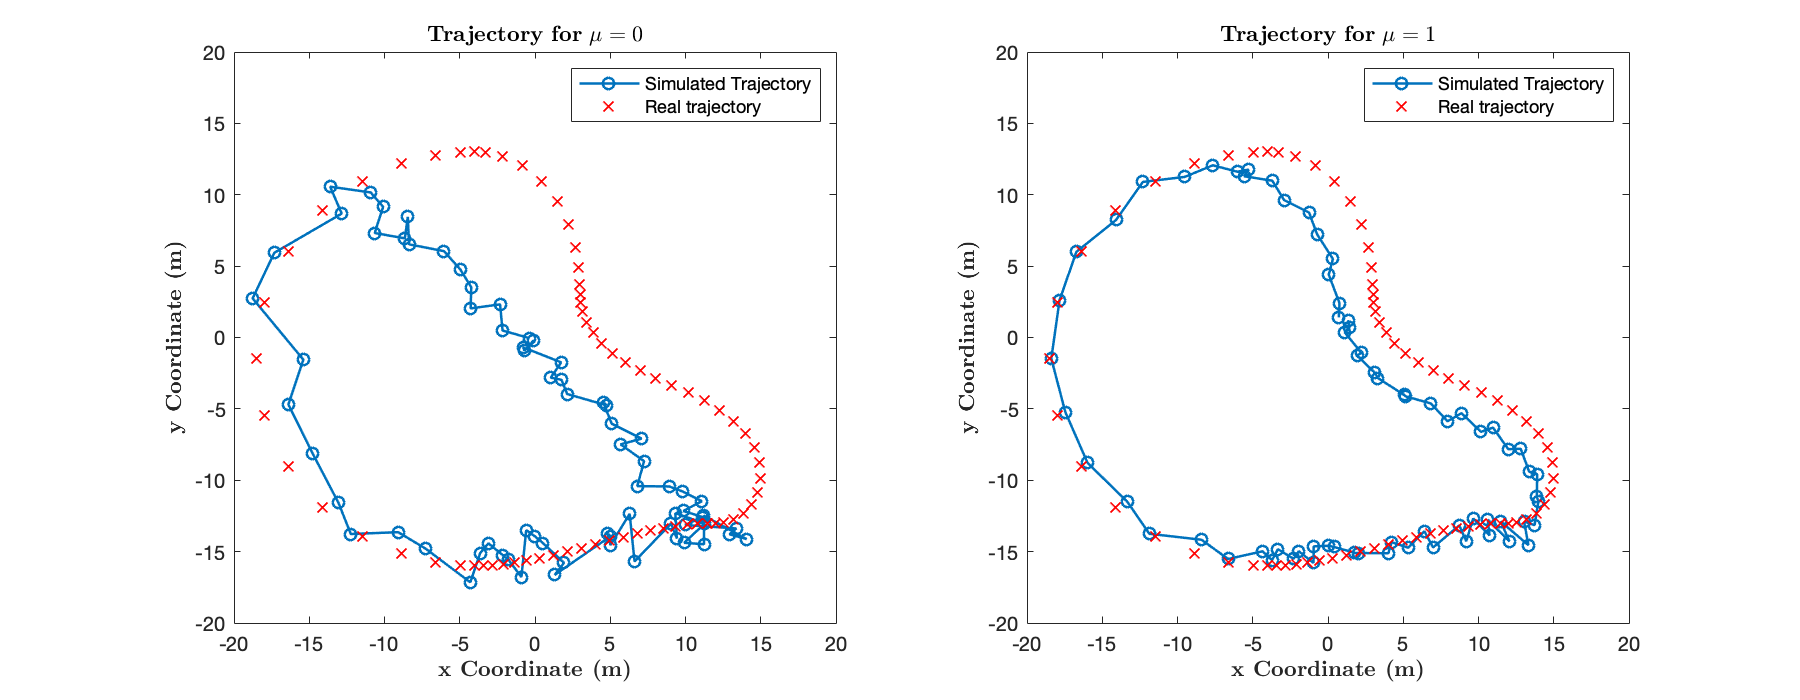 Trajectory for μ = 0
20
15
10
5
0
-5
-10
-15
-20
-20 -15 -10 -5 0 5 10 15 20
x Coordinate (m)
y Coordinate (m)
Simulated Trajectory
Real trajectory
Trajectory for μ = 1
20
15
10
5
0
-5
-10
-15
-20
-20 -15 -10 -5 0 5 10 15 20
x Coordinate (m)
y Coordinate (m)
Simulated Trajectory
Real trajectory